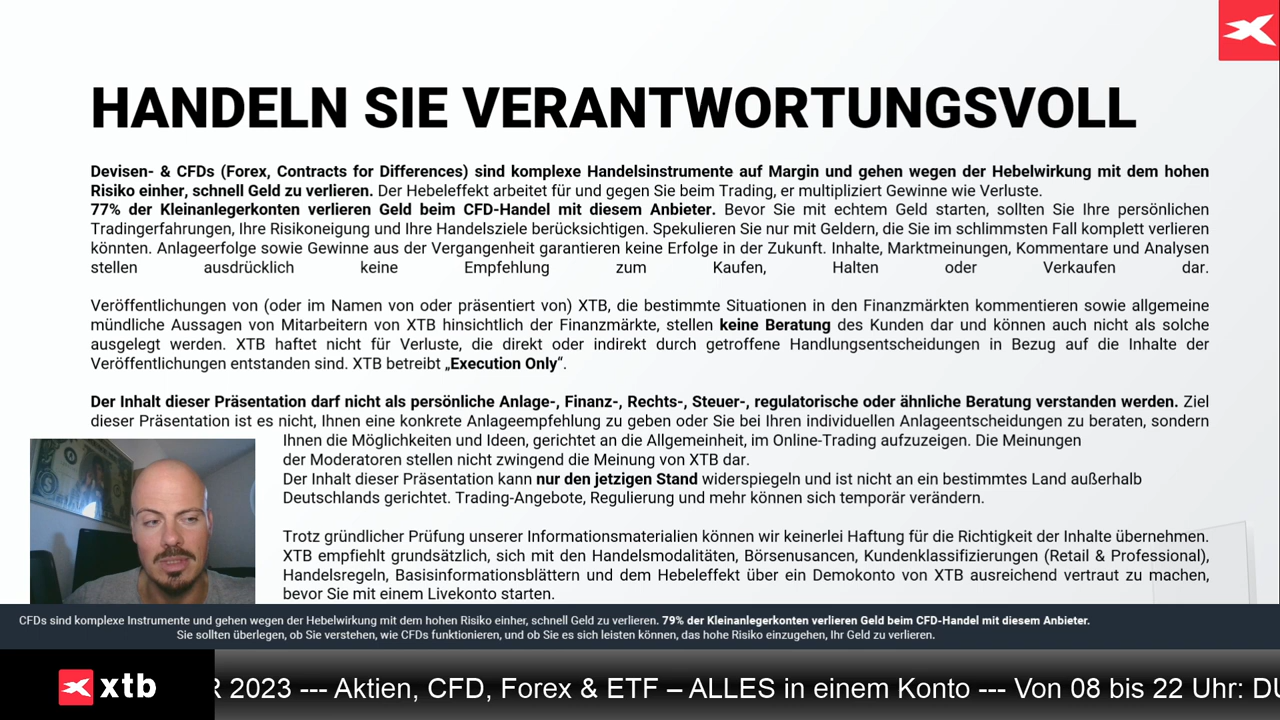 HANDELN SIE VERANTWORTUNGSVOLL
Devisen- & CFDs (Forex, Contracts for Differences) sind komplexe Handelsinstrumente auf Margin und gehen wegen der Hebelwirkung mit dem hohen
Risiko einher, schnell Geld zu verlieren. Der Hebeleffekt arbeitet für und gegen Sie beim Trading, er multipliziert Gewinne wie Verluste.
77% der Kleinanlegerkonten verlieren Geld beim CFD-Handel mit diesem Anbieter. Bevor Sie mit echtem Geld starten, sollten Sie Ihre persönlichen
Tradingerfahrungen, Ihre Risikoneigung und Ihre Handelsziele berücksichtigen. Spekulieren Sie nur mit Geldern, die Sie im schlimmsten Fall komplett verlieren
könnten. Anlageerfolge sowie Gewinne aus der Vergangenheit garantieren keine Erfolge in der Zukunft. Inhalte, Marktmeinungen, Kommentare und Analysen
stellen ausdrücklich keine Empfehlung zum Kaufen, Halten oder Verkaufen dar.
Veröffentlichungen von (oder im Namen von oder präsentiert von) XTB, die bestimmte Situationen in den Finanzmärkten kommentieren sowie allgemeine
mündliche Aussagen von Mitarbeitern von XTB hinsichtlich der Finanzmärkte, stellen keine Beratung des Kunden dar und können auch nicht als solche
ausgelegt werden. XTB haftet nicht für Verluste, die direkt oder indirekt durch getroffene Handlungsentscheidungen in Bezug auf die Inhalte der
Veröffentlichungen entstanden sind. XTB betreibt „Execution Only“.
Der Inhalt dieser Präsentation darf nicht als persönliche Anlage-, Finanz-, Rechts-, Steuer-, regulatorische oder ähnliche Beratung verstanden werden. Ziel
dieser Präsentation ist es nicht, Ihnen eine konkrete Anlageempfehlung zu geben oder Sie bei Ihren individuellen Anlageentscheidungen zu beraten, sondern
Ihnen die Möglichkeiten und Ideen, gerichtet an die Allgemeinheit, im Online-Trading aufzuzeigen. Die Meinungen
der Moderatoren stellen nicht zwingend die Meinung von XTB dar.
Der Inhalt dieser Präsentation kann nur den jetzigen Stand widerspiegeln und ist nicht an ein bestimmtes Land außerhalb
Deutschlands gerichtet. Trading-Angebote, Regulierung und mehr können sich temporär verändern.
Trotz gründlicher Prüfung unserer Informationsmaterialien können wir keinerlei Haftung für die Richtigkeit der Inhalte übernehmen.
XTB empfiehlt grundsätzlich, sich mit den Handelsmodalitäten, Börsenusancen, Kundenklassifizierungen (Retail & Professional),
Handelsregeln, Basisinformationsblättern und dem Hebeleffekt über ein Demokonto von XTB ausreichend vertraut zu machen,
bevor Sie mit einem Livekonto starten.
CFDs sind komplexe Instrumente und gehen wegen der Hebelwirkung mit dem hohen Risiko einher, schnell Geld zu verlieren. 79% der Kleinanlegerkonten verlieren Geld beim CFD-Handel mit diesem Anbieter.
Sie sollten überlegen, ob Sie verstehen, wie CFDs funktionieren, und ob Sie es sich leisten können, das hohe Risiko einzugehen, Ihr Geld zu verlieren.
xtb R 2023 --- Aktien, CFD, Forex & ETF – ALLES in einem Konto --- Von 08 bis 22 Uhr: DU